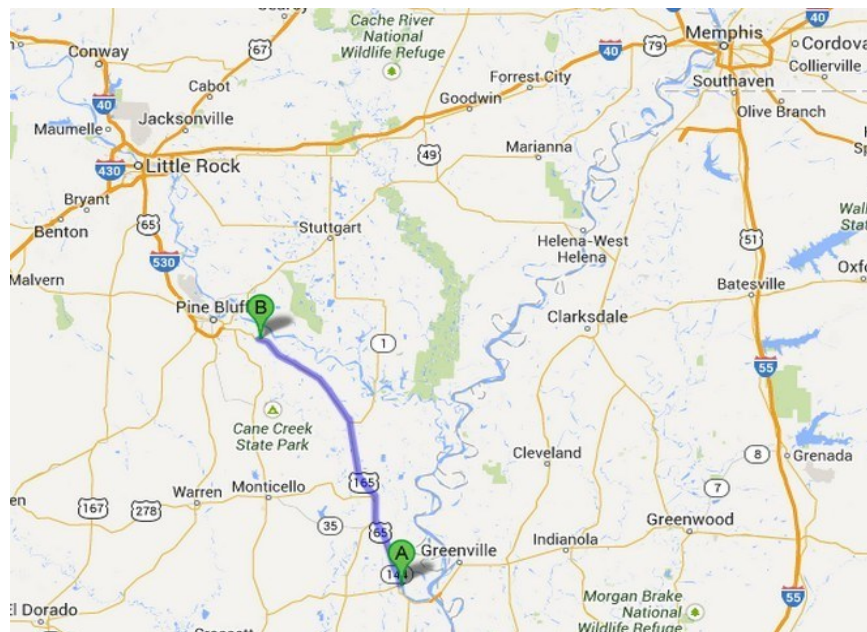 Searcy
Cache River
National
Wildlife Refuge
40
79
Memphis
40
Cordova
Collierville
67
Conway
40
Cabot
Forrest City
Southaven
Goodwin
Olive Branch
Jacksonville
Maumelle
Marianna
49
430
Little Rock
Bryant
65
Benton
Stuttgart
Helena-West
Helena
51
530
Malvern
Batesville
Pine Bluff
B
Clarksdale
1
55
Cane Creek
State Park
Cleveland
8
Grenada
165
Monticello
Warren
7
167
278
35
65
Greenwood
Indianola
A
Greenville
144
Morgan Brake
National
Wildlife Refuge
55
El Dorado